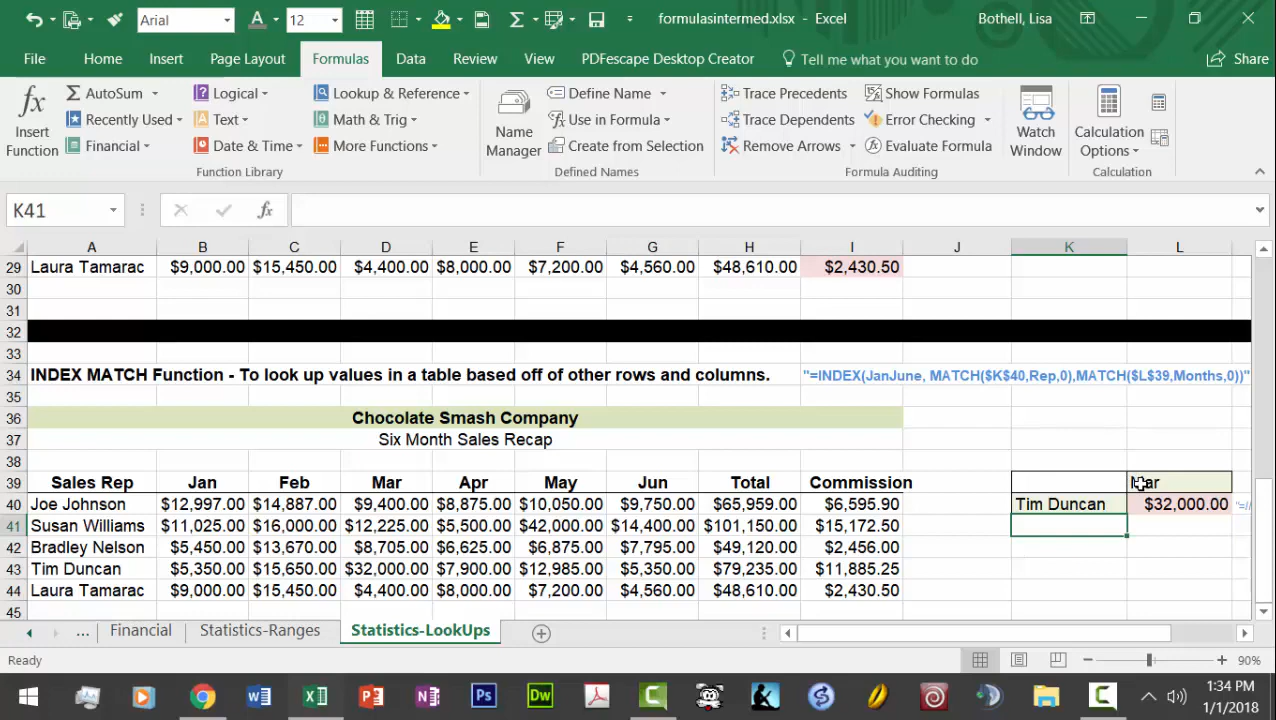 Arial 12 formulasintermed.xlsx - Excel Bothell, Lisa
File Home Insert Page Layout Formulas Data Review View PDFescape Desktop Creator Tell me what you want to do Share
AutoSum Logical Lookup & Reference Define Name Trace Precedents Show Formulas
Insert Function Recently Used Text Math & Trig Name Manager Use in Formula Trace Dependents Error Checking Watch Window Calculation Options
Financial Date & Time More Functions Create from Selection Remove Arrows Evaluate Formula
Function Library Defined Names Formula Auditing Calculation
K41 fx
A B C D E F G H I J K L
29 Laura Tamarac $9,000.00 $15,450.00 $4,400.00 $8,000.00 $7,200.00 $4,560.00 $48,610.00 $2,430.50
30
31
32
33
34 INDEX MATCH Function - To look up values in a table based off of other rows and columns. "=INDEX(JanJune, MATCH($K$40,Rep,0),MATCH($L$39,Months,0))"
35
36 Chocolate Smash Company
37 Six Month Sales Recap
38
39 Sales Rep Jan Feb Mar Apr May Jun Total Commission Mar
40 Joe Johnson $12,997.00 $14,887.00 $9,400.00 $8,875.00 $10,050.00 $9,750.00 $65,959.00 $6,595.90 Tim Duncan $32,000.00
41 Susan Williams $11,025.00 $16,000.00 $12,225.00 $5,500.00 $42,000.00 $14,400.00 $101,150.00 $15,172.50
42 Bradley Nelson $5,450.00 $13,670.00 $8,705.00 $6,625.00 $6,875.00 $7,795.00 $49,120.00 $2,456.00
43 Tim Duncan $5,350.00 $15,650.00 $32,000.00 $7,900.00 $12,985.00 $5,350.00 $79,235.00 $11,885.25
44 Laura Tamarac $9,000.00 $15,450.00 $4,400.00 $8,000.00 $7,200.00 $4,560.00 $48,610.00 $2,430.50
45
... Financial Statistics-Ranges Statistics-LookUps
Ready 90%
1:34 PM
1/1/2018